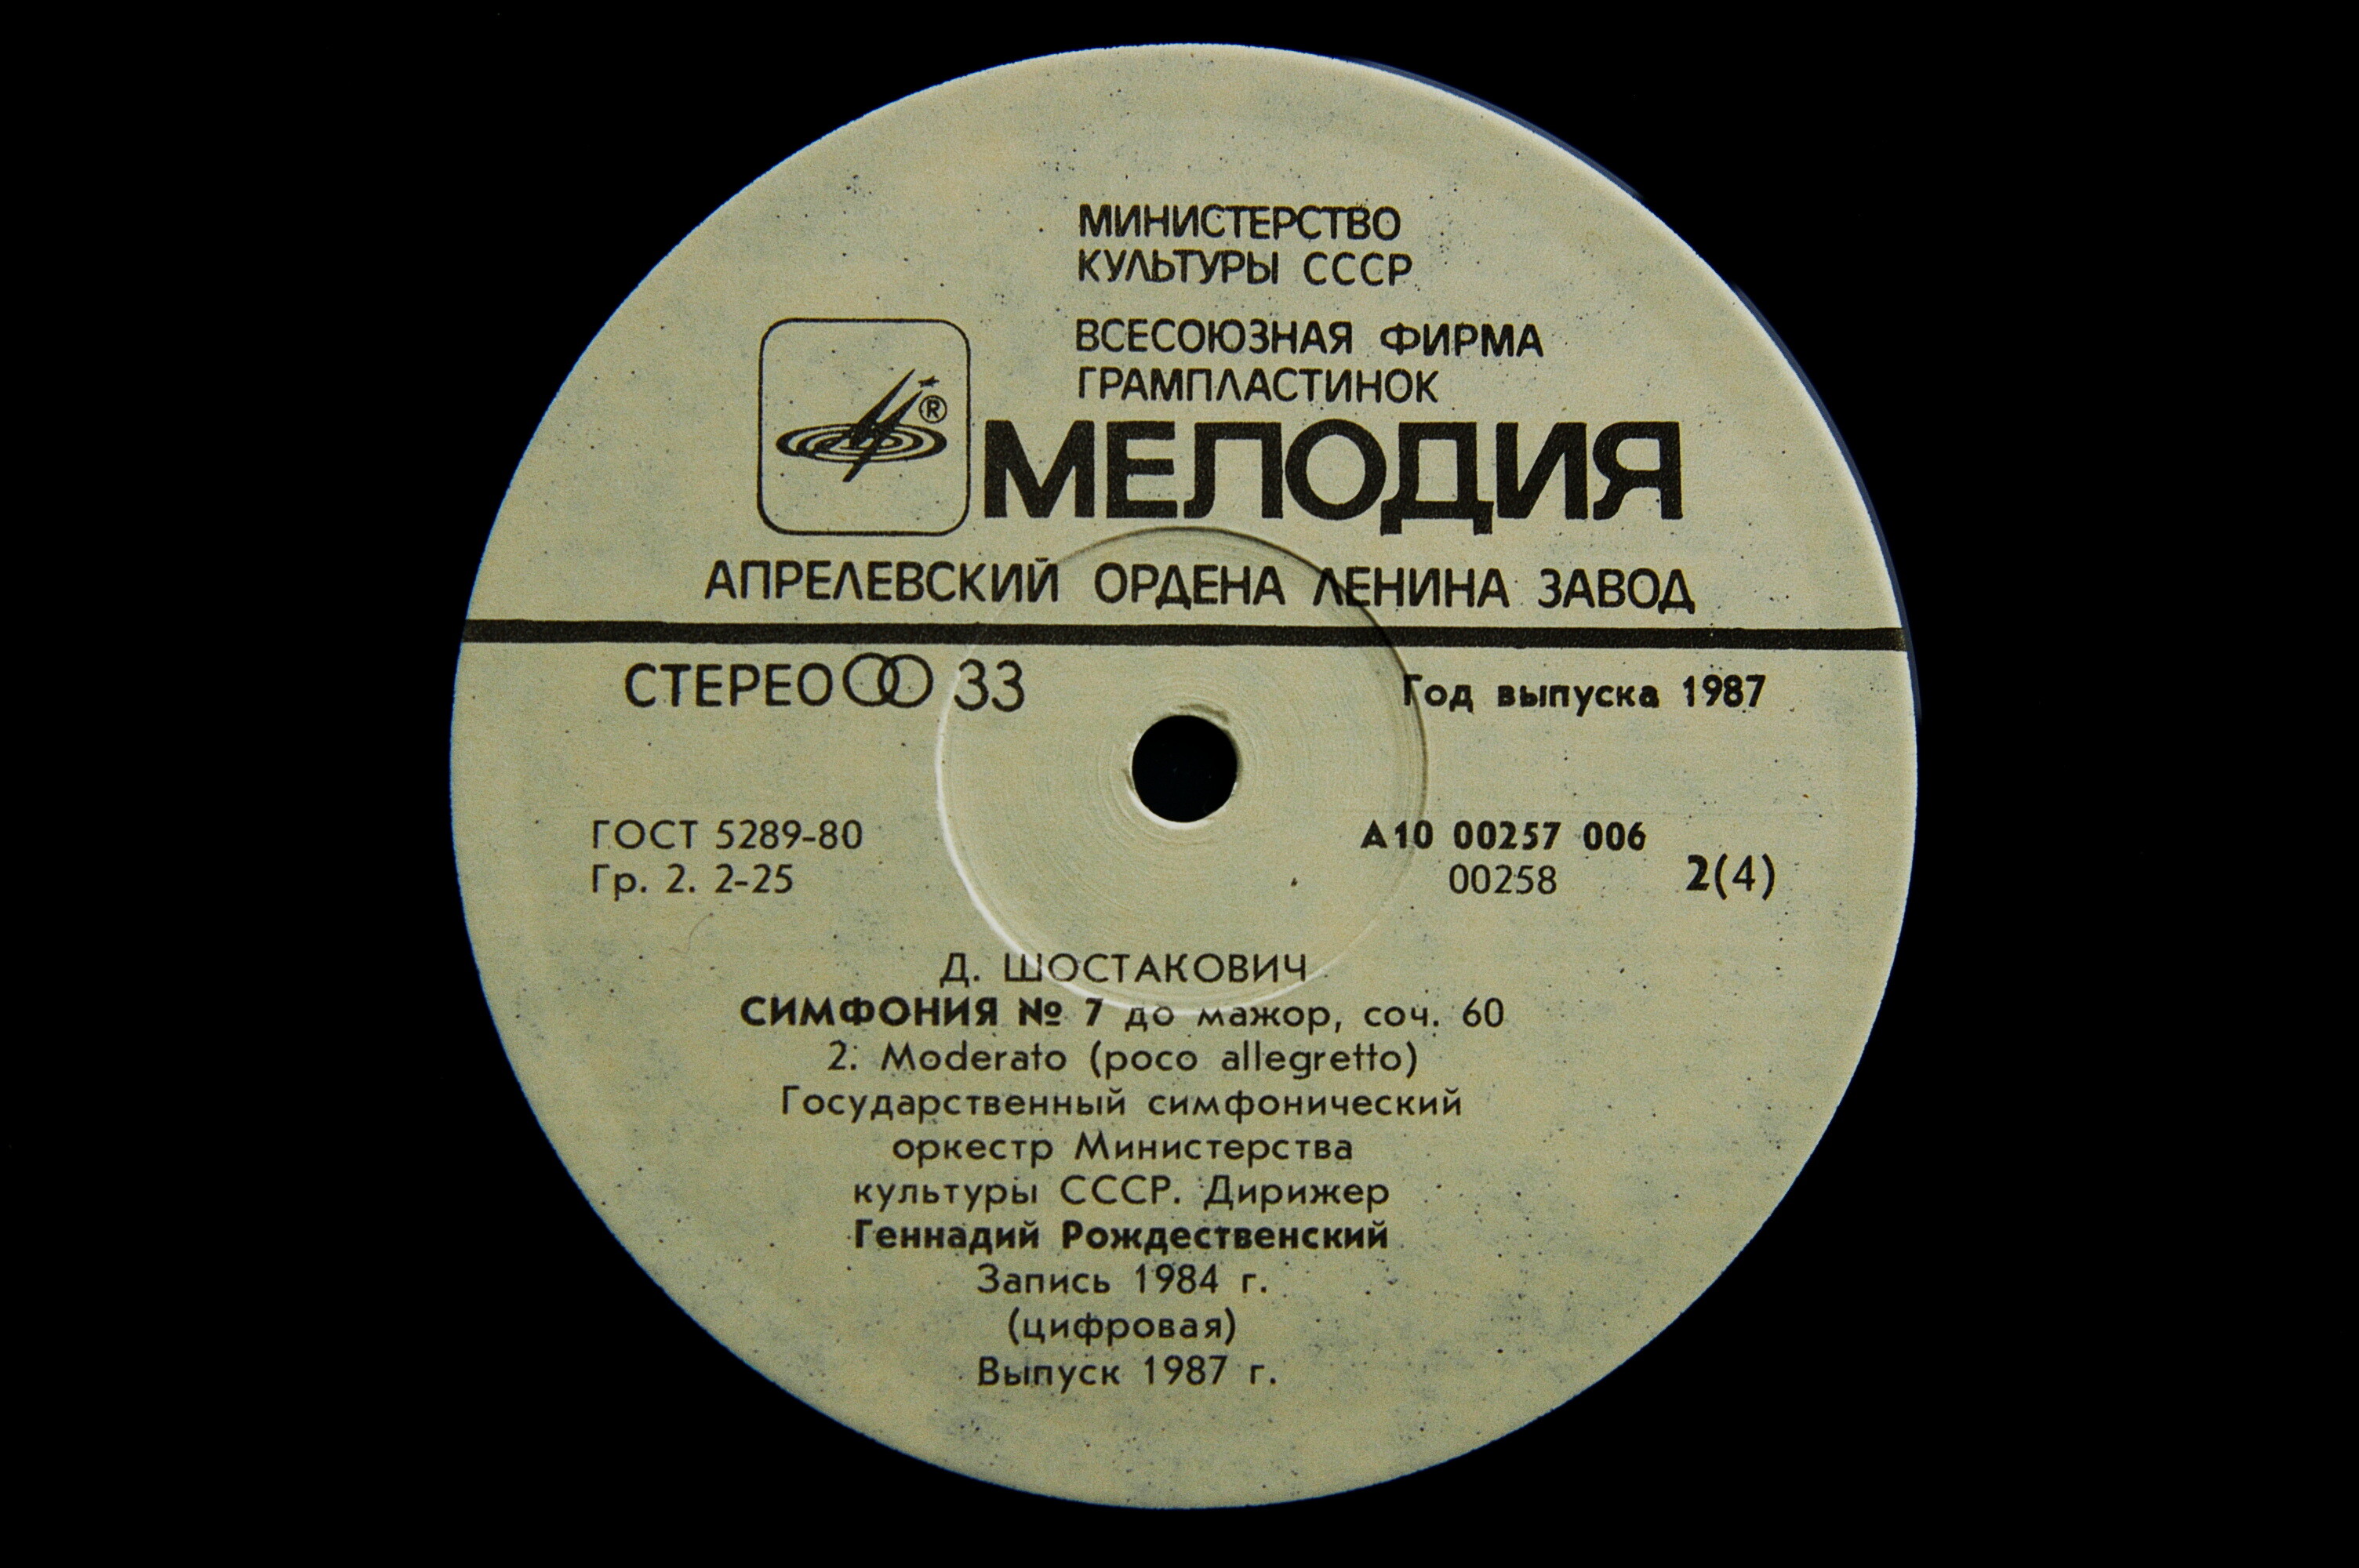 МИНИСТЕРСТВО
КУЛЬТУРЫ СССР
ВСЕСОЮЗНАЯ ФИРМА
ГРАМПЛАСТИНОК
®
МЕЛОДИЯ
АПРЕЛЕВСКИЙ ОРДЕНА ЛЕНИНА ЗАВОД
СТЕРЕО 33
Год выпуска 1987
ГОСТ 5289-80
Гр. 2. 2-25
А10 00257 006
00258
2(4)
Д. ШОСТАКОВИЧ
СИМФОНИЯ № 7 до мажор, соч. 60
2. Moderato (poco allegretto)
Государственный симфонический
оркестр Министерства
культуры СССР. Дирижер
Геннадий Рождественский
Запись 1984 г.
(цифровая)
Выпуск 1987 г.